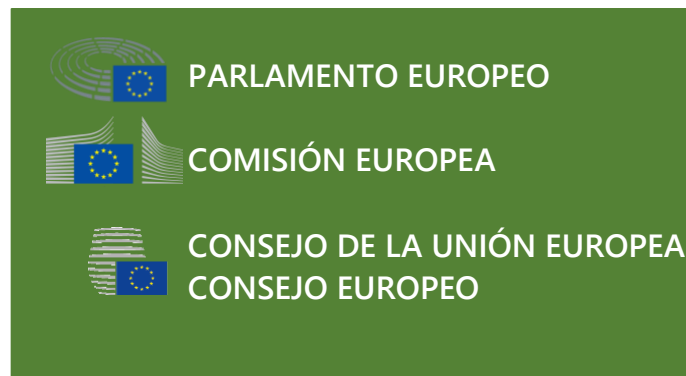 PARLAMENTO EUROPEO
COMISIÓN EUROPEA
CONSEJO DE LA UNIÓN EUROPEA
CONSEJO EUROPEO